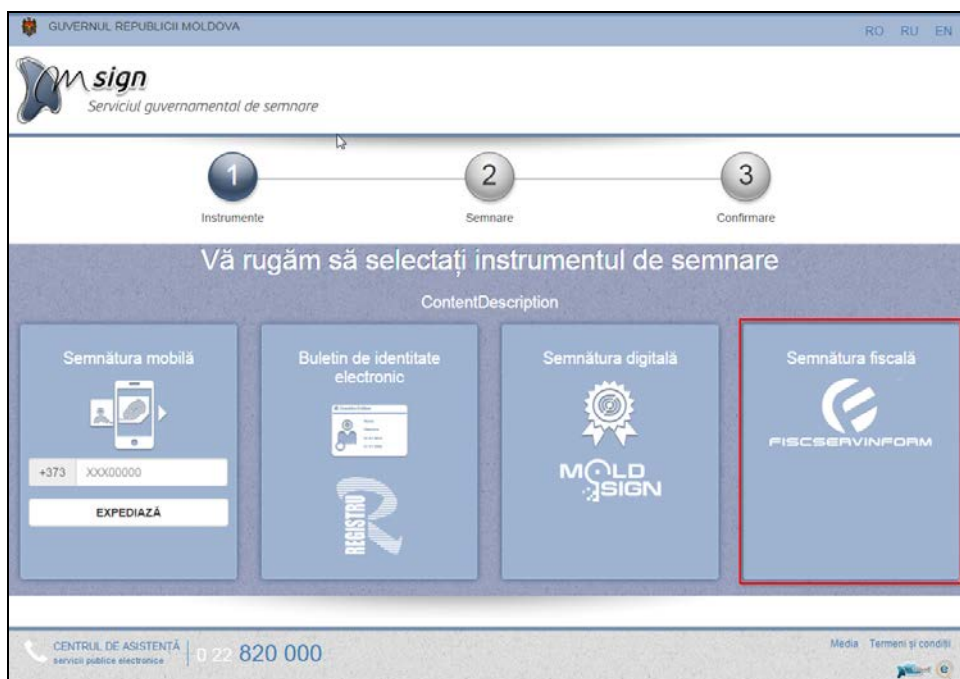 GUVERNUL REPUBLICII MOLDOVA
RO RU EN
Msign
Serviciul guvernamental de semnare
1
2
3
Instrumente
Semnare
Confirmare
Vă rugăm să selectați instrumentul de semnare
ContentDescription
Semnătura mobilă
+373 XXX00000
EXPEDIAZĂ
Buletin de identitate
electronic
REGISTRU
Semnătura digitală
MOLD
SIGN
Semnătura fiscală
FISCSERVINFORM
CENTRUL DE ASISTENȚĂ
servicii publice electronice
0 22 820 000
Media Termeni și condiții